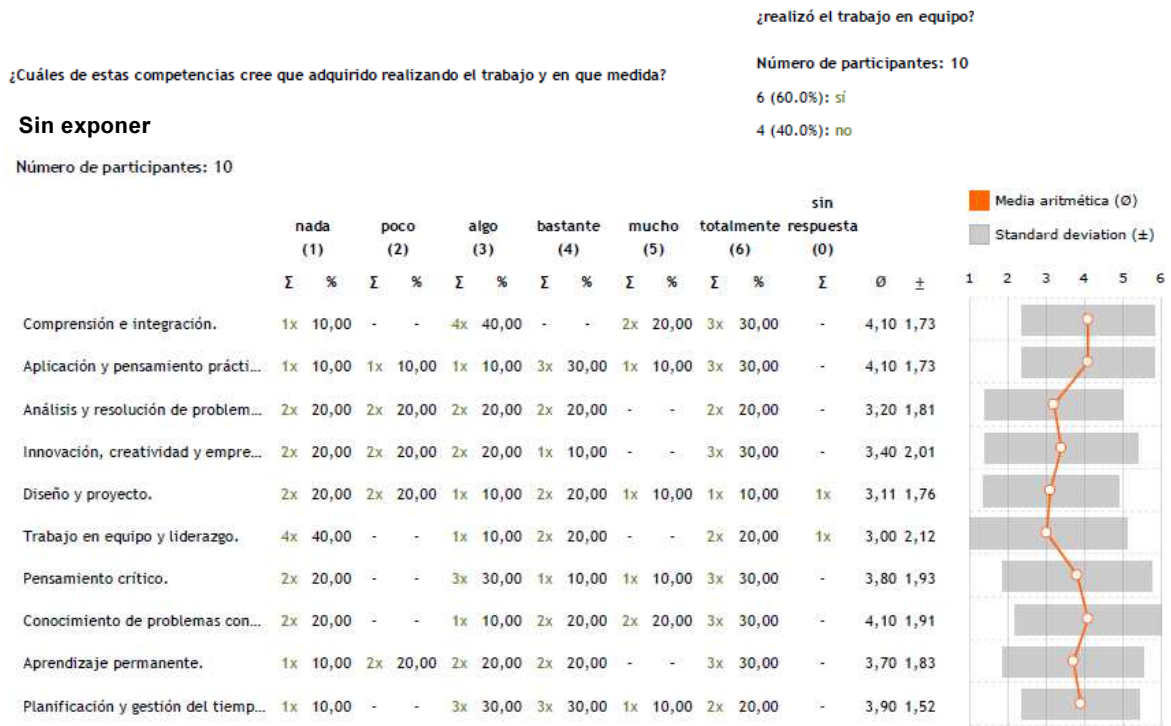 ¿realizó el trabajo en equipo?
¿Cuáles de estas competencias cree que adquirido realizando el trabajo y en que medida?
Número de participantes: 10
6 (60.0%): sí
Sin exponer
4 (40.0%): no
Número de participantes: 10
Media aritmética (Ø)
Standard deviation (±)
nada (1) poco (2) algo (3) bastante (4) mucho (5) totalmente (6) sin respuesta (0)
Σ % Σ % Σ % Σ % Σ % Σ % Σ Ø ± 1 2 3 4 5 6
Comprensión e integración. 1x 10,00 - - 4x 40,00 - - 2x 20,00 3x 30,00 - 4,10 1,73
Aplicación y pensamiento prácti... 1x 10,00 1x 10,00 1x 10,00 3x 30,00 1x 10,00 3x 30,00 - 4,10 1,73
Análisis y resolución de problem... 2x 20,00 2x 20,00 2x 20,00 2x 20,00 - - 2x 20,00 - 3,20 1,81
Innovación, creatividad y empre... 2x 20,00 2x 20,00 2x 20,00 1x 10,00 - - 3x 30,00 - 3,40 2,01
Diseño y proyecto. 2x 20,00 2x 20,00 1x 10,00 2x 20,00 1x 10,00 1x 10,00 1x 3,11 1,76
Trabajo en equipo y liderazgo. 4x 40,00 - - 1x 10,00 2x 20,00 - - 2x 20,00 1x 3,00 2,12
Pensamiento crítico. 2x 20,00 - - 3x 30,00 1x 10,00 1x 10,00 3x 30,00 - 3,80 1,93
Conocimiento de problemas con... 2x 20,00 - - 1x 10,00 2x 20,00 2x 20,00 3x 30,00 - 4,10 1,91
Aprendizaje permanente. 1x 10,00 2x 20,00 2x 20,00 2x 20,00 - - 3x 30,00 - 3,70 1,83
Planificación y gestión del tiemp... 1x 10,00 - - 3x 30,00 3x 30,00 1x 10,00 2x 20,00 - 3,90 1,52